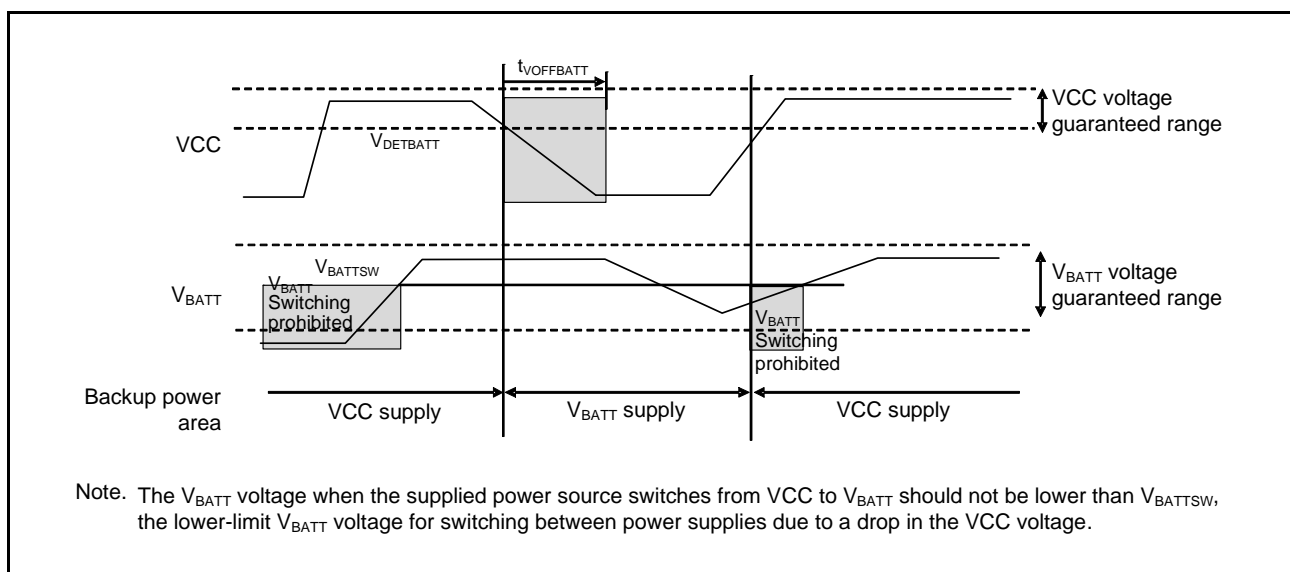 tVOFFBATT
VCC voltage
guaranteed range
VCC
VDETBATT
VBATTSW
VBATT
Switching
prohibited
VBATT
VBATT voltage
guaranteed range
VBATT
Switching
prohibited
Backup power
area
VCC supply
VBATT supply
VCC supply
Note. The VBATT voltage when the supplied power source switches from VCC to VBATT should not be lower than VBATTSW,
the lower-limit VBATT voltage for switching between power supplies due to a drop in the VCC voltage.